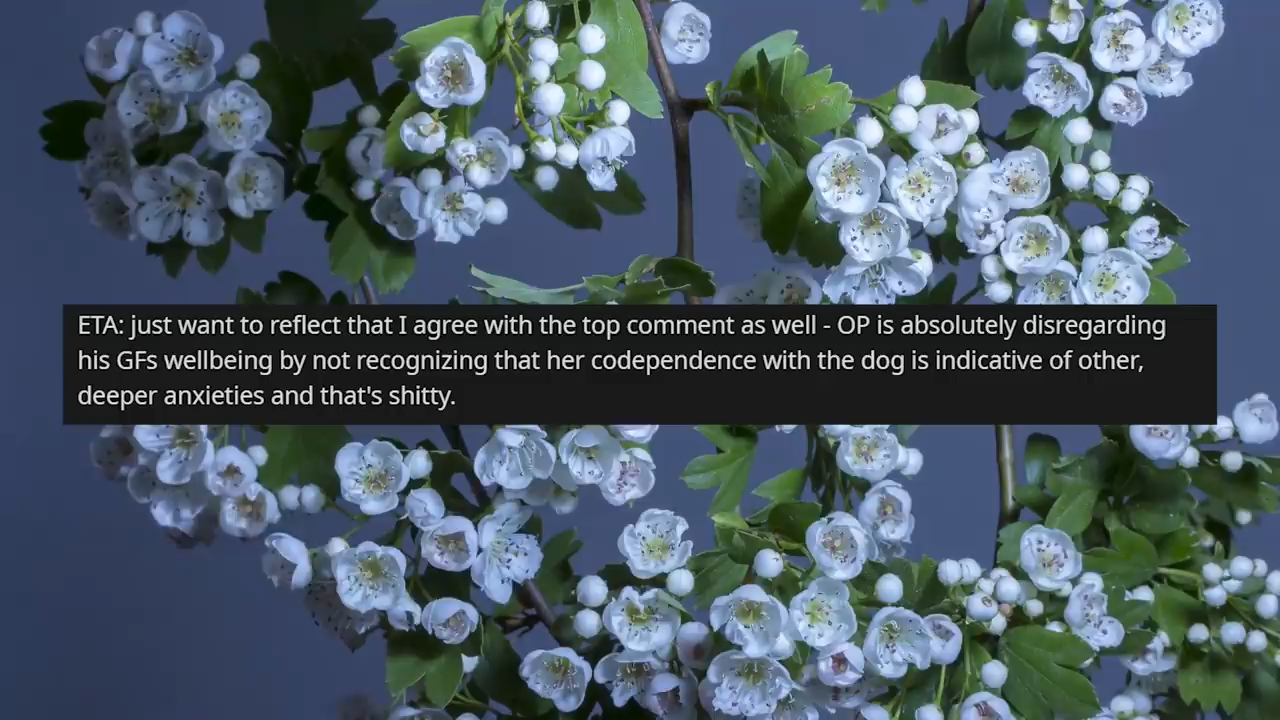 ETA: just want to reflect that I agree with the top comment as well - OP is absolutely disregarding
his GFs wellbeing by not recognizing that her codependence with the dog is indicative of other,
deeper anxieties and that's shitty.